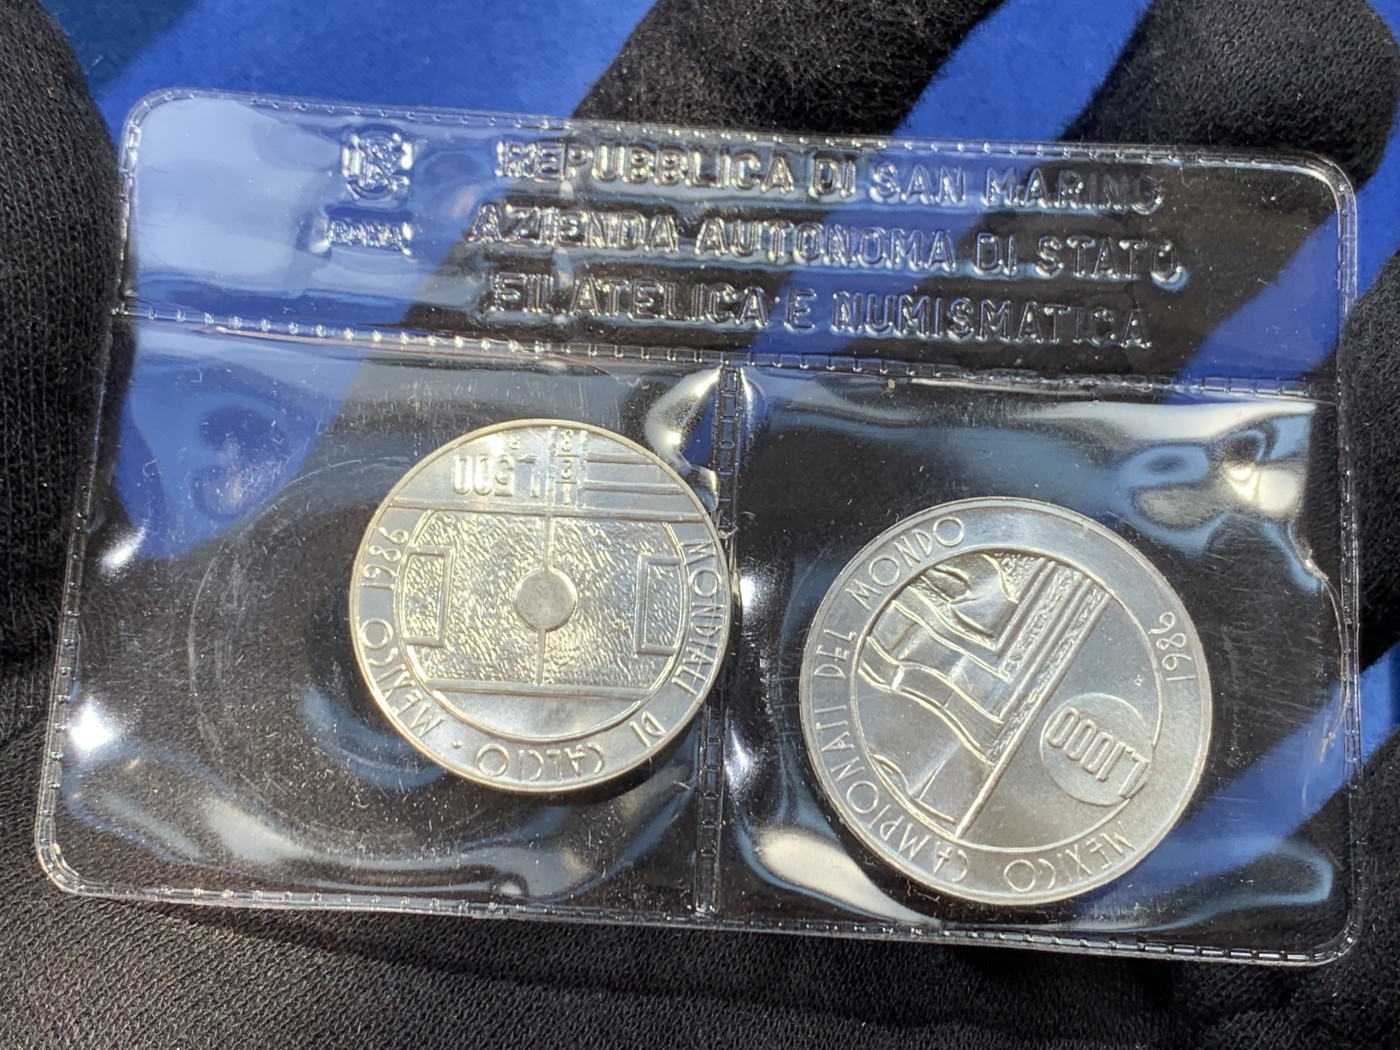 REPUBBLICA DI SAN MARINO
AZIENDA AUTONOMA DI STATO
FILATELICA E NUMISMATICA
L.500
MONDIALI DI CALCIO · MEXICO 1986
CAMPIONATI DEL MONDO
1986
MEXICO
L.1000